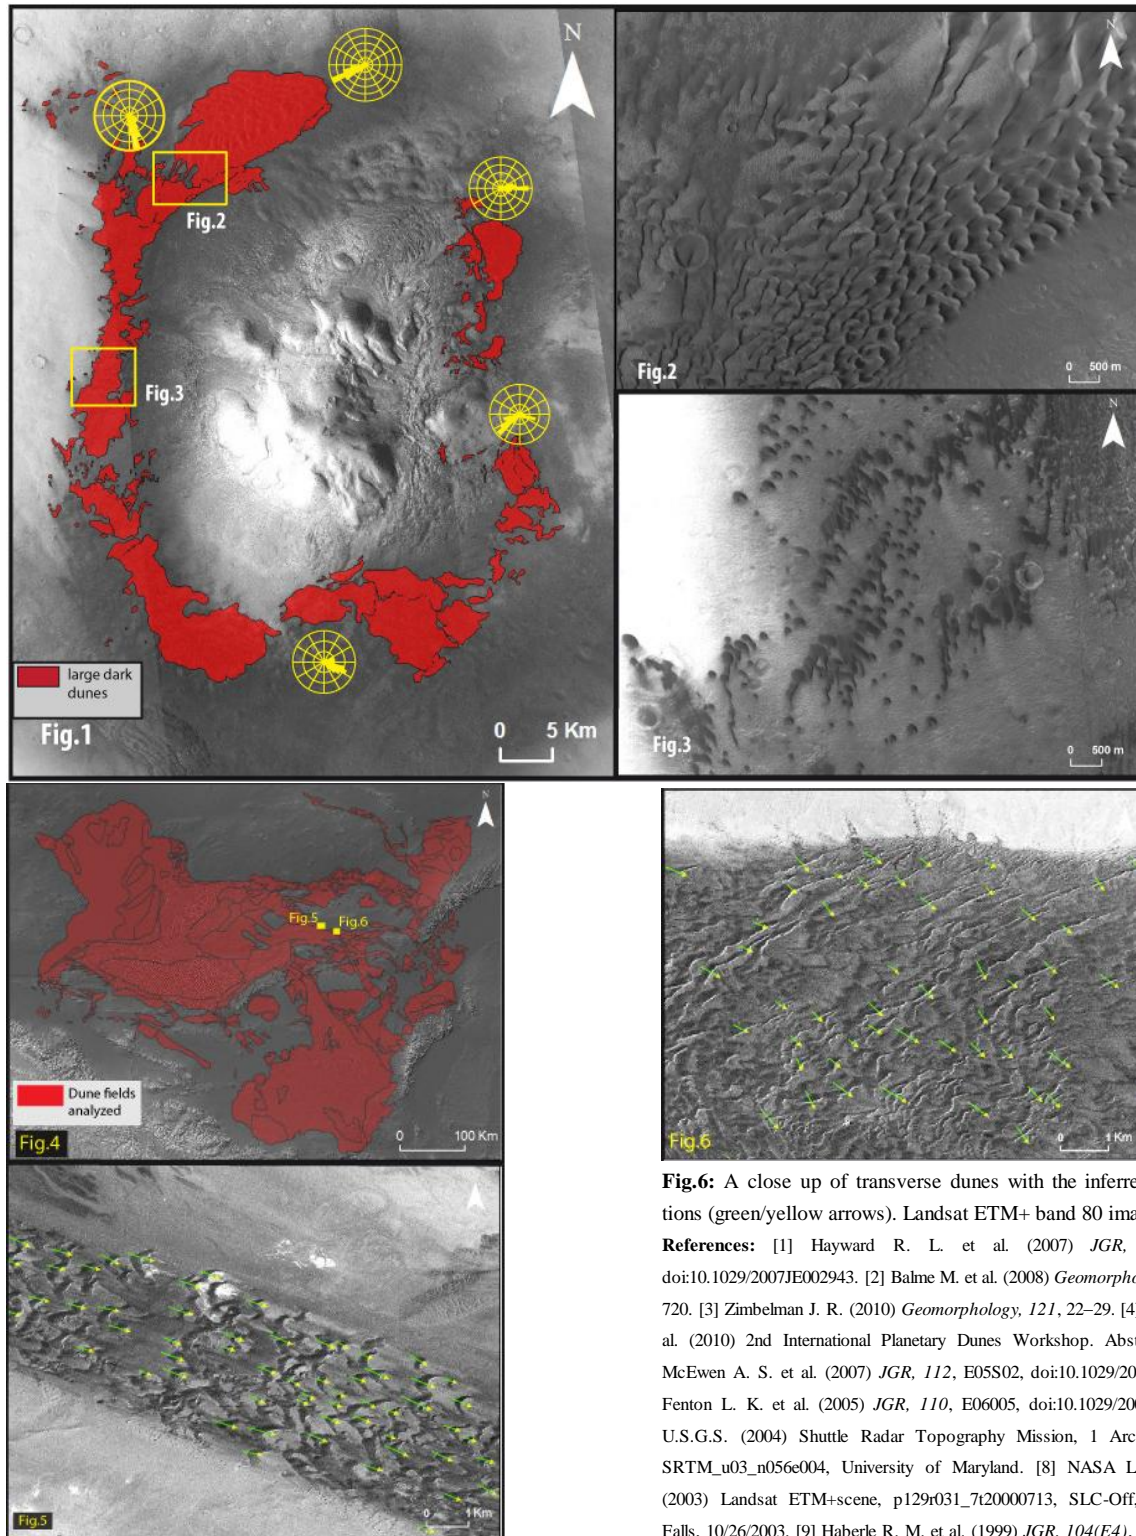 N
Fig.2
Fig.3
large dark
dunes
Fig.1
0 5 Km
N
Fig.2
0 500 m
N
Fig.3
0 500 m
N
Fig.5
Fig.6
Dune fields
analyzed
Fig.4
0 100 Km
Fig.5
0 1 Km
Fig.6
0 1 Km
Fig.6: A close up of transverse dunes with the inferre
tions (green/yellow arrows). Landsat ETM+ band 80 ima
References: [1] Hayward R. L. et al. (2007) JGR,
doi:10.1029/2007JE002943. [2] Balme M. et al. (2008) Geomorpho
720. [3] Zimbelman J. R. (2010) Geomorphology, 121, 22–29. [4]
al. (2010) 2nd International Planetary Dunes Workshop. Abst
McEwen A. S. et al. (2007) JGR, 112, E05S02, doi:10.1029/20
Fenton L. K. et al. (2005) JGR, 110, E06005, doi:10.1029/200
U.S.G.S. (2004) Shuttle Radar Topography Mission, 1 Arc
SRTM_u03_n056e004, University of Maryland. [8] NASA L
(2003) Landsat ETM+scene, p129r031_7t20000713, SLC-Off,
Falls, 10/26/2003. [9] Haberle R. M. et al. (1999) JGR, 104(E4),